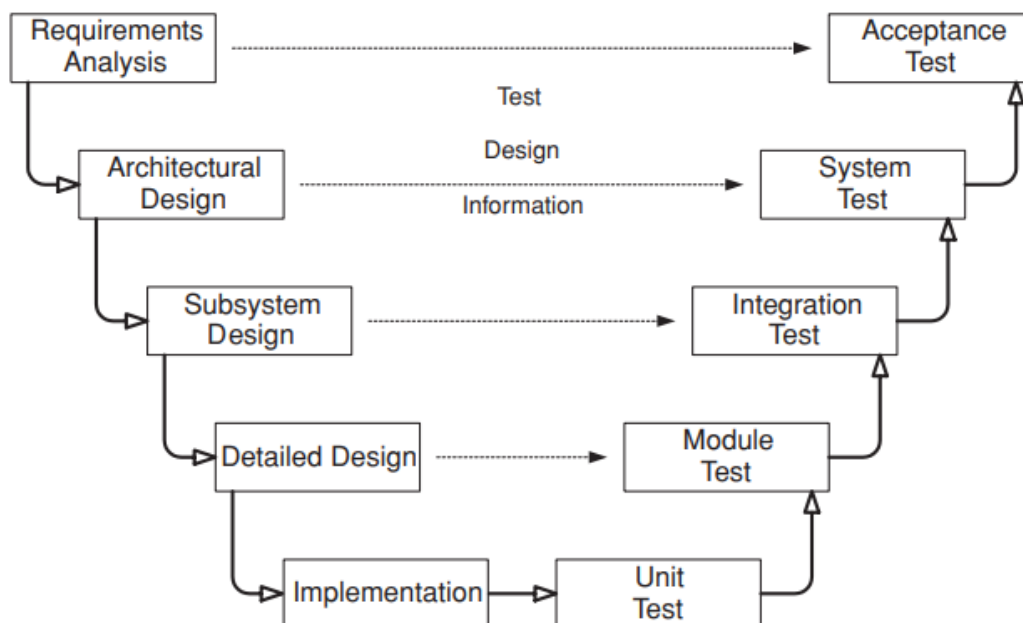 Requirements
Analysis
Acceptance
Test
Test
Design
Information
Architectural
Design
System
Test
Subsystem
Design
Integration
Test
Detailed Design
Module
Test
Implementation
Unit
Test